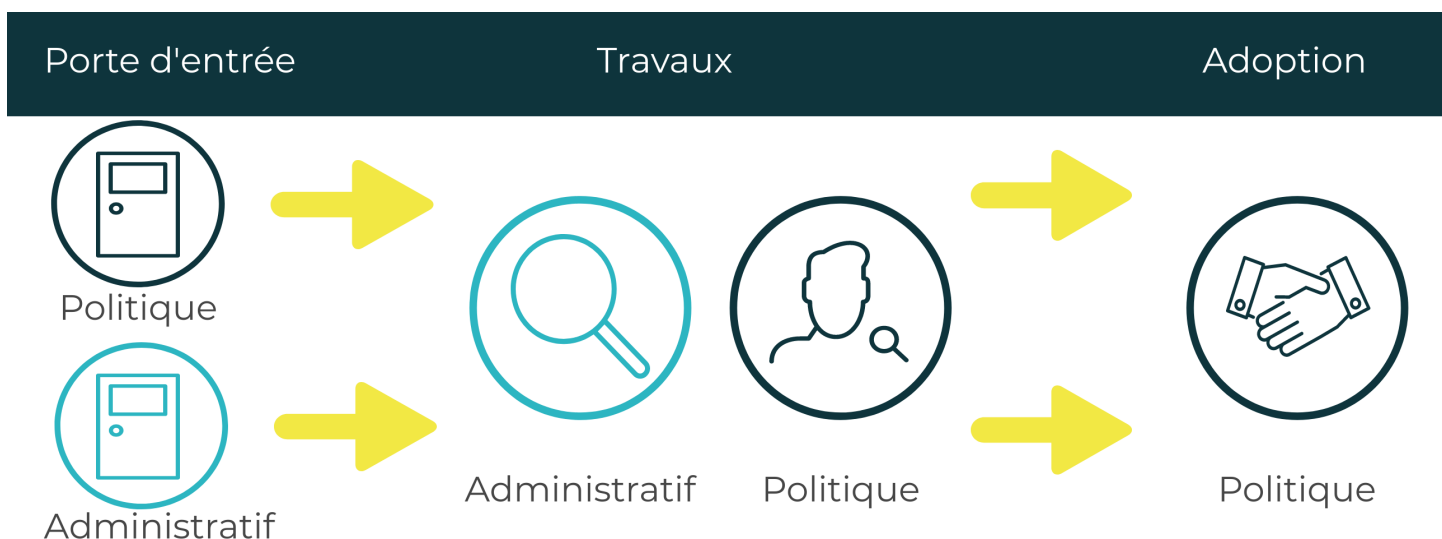 Porte d'entrée
Travaux
Adoption
Politique
Administratif
Administratif
Politique
Politique